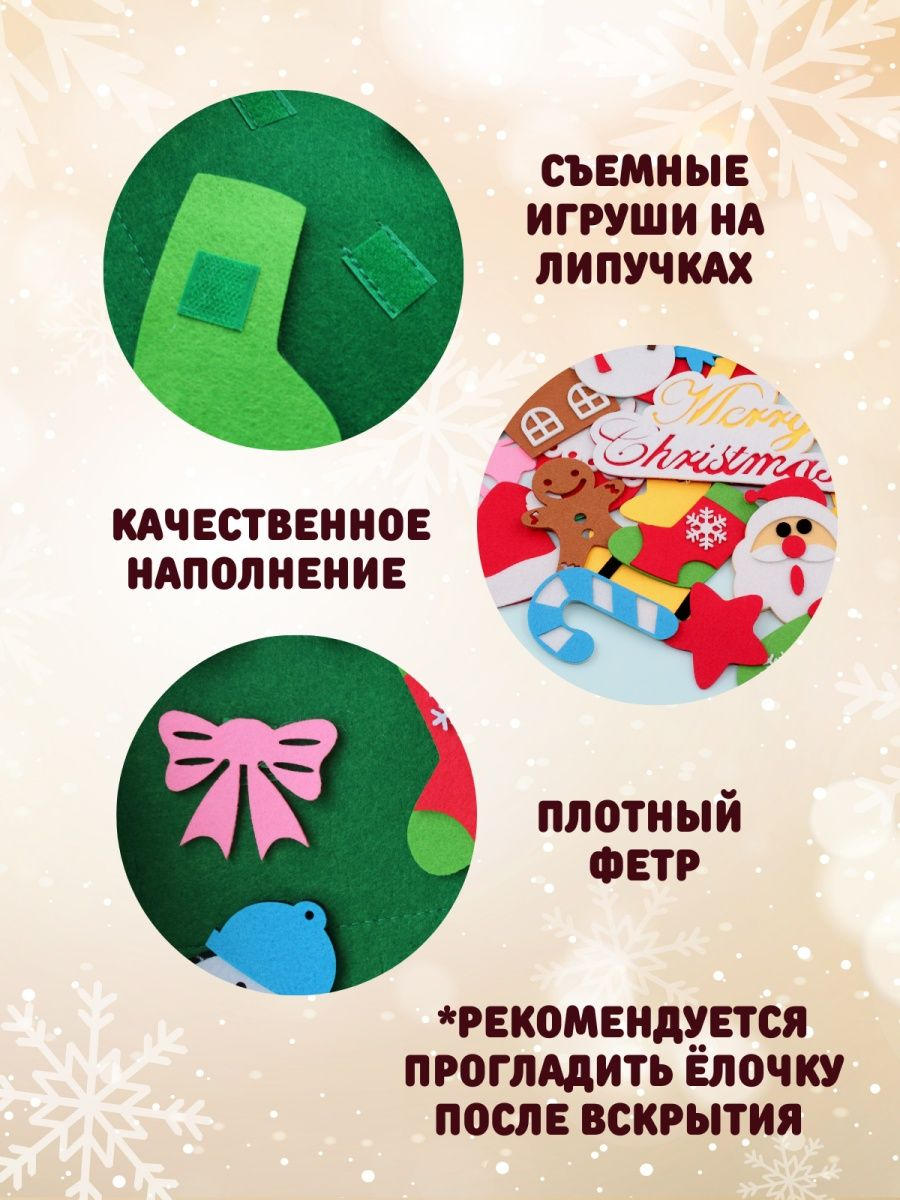 СЪЕМНЫЕ
ИГРУШИ НА
ЛИПУЧКАХ
Merry
Christmas
КАЧЕСТВЕННОЕ
НАПОЛНЕНИЕ
ПЛОТНЫЙ
ФЕТР
*РЕКОМЕНДУЕТСЯ
ПРОГЛАДИТЬ ЁЛОЧКУ
ПОСЛЕ ВСКРЫТИЯ